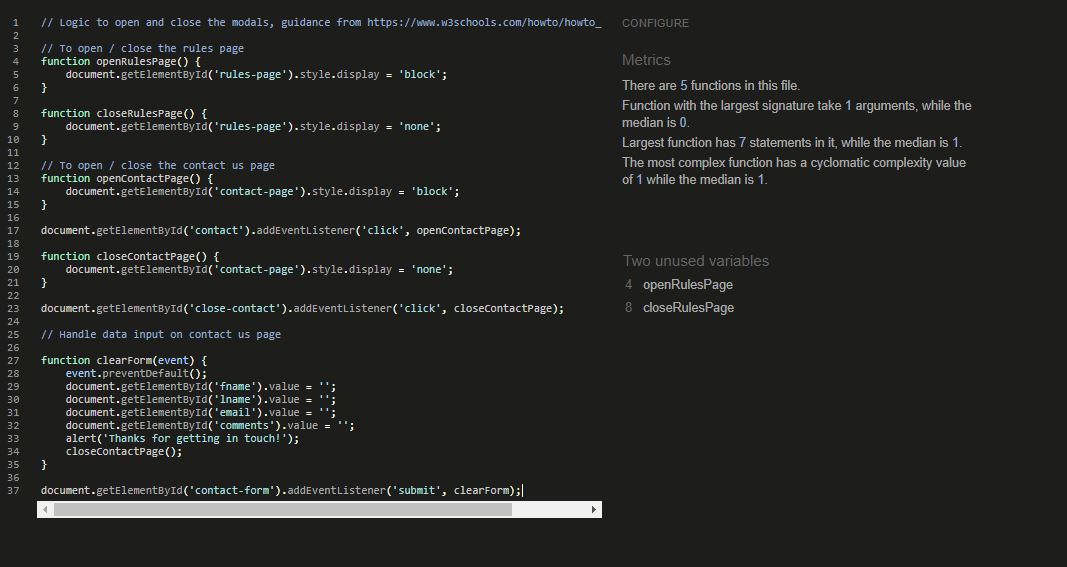 1 // Logic to open and close the modals, guidance from https://www.w3schools.com/howto/howto_
2
3 // To open / close the rules page
4 function openRulesPage() {
5 document.getElementById('rules-page').style.display = 'block';
6 }
7
8 function closeRulesPage() {
9 document.getElementById('rules-page').style.display = 'none';
10 }
11
12 // To open / close the contact us page
13 function openContactPage() {
14 document.getElementById('contact-page').style.display = 'block';
15 }
16
17 document.getElementById('contact').addEventListener('click', openContactPage);
18
19 function closeContactPage() {
20 document.getElementById('contact-page').style.display = 'none';
21 }
22
23 document.getElementById('close-contact').addEventListener('click', closeContactPage);
24
25 // Handle data input on contact us page
26
27 function clearForm(event) {
28 event.preventDefault();
29 document.getElementById('fname').value = '';
30 document.getElementById('lname').value = '';
31 document.getElementById('email').value = '';
32 document.getElementById('comments').value = '';
33 alert('Thanks for getting in touch!');
34 closeContactPage();
35 }
36
37 document.getElementById('contact-form').addEventListener('submit', clearForm);
CONFIGURE
Metrics
There are 5 functions in this file.
Function with the largest signature take 1 arguments, while the
median is 0.
Largest function has 7 statements in it, while the median is 1.
The most complex function has a cyclomatic complexity value
of 1 while the median is 1.
Two unused variables
4 openRulesPage
8 closeRulesPage